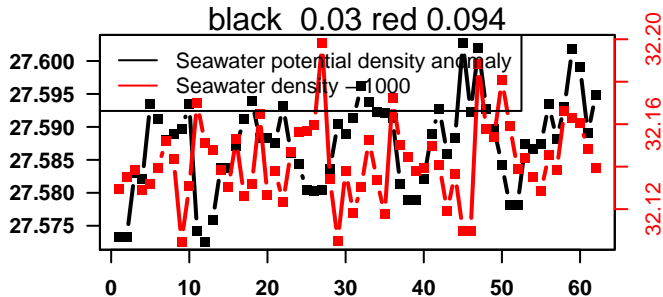 black 0.03 red 0.094
Seawater potential density anomaly
Seawater density – 1000
27.600
27.595
27.590
27.585
27.580
27.575
32.20
32.16
32.12
0 10 20 30 40 50 60